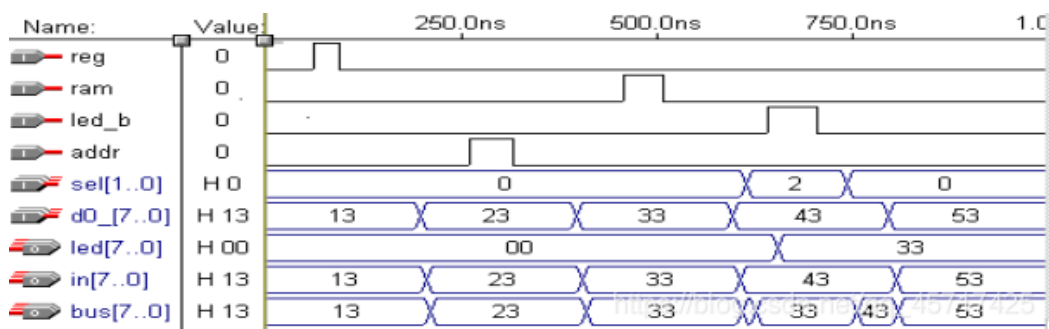 Name: Value: 250.0ns 500.0ns 750.0ns 1.0
reg 0
ram 0
led_b 0
addr 0
sel[1..0] H 0 0 2 0
d0_[7..0] H 13 13 23 33 43 53
led[7..0] H 00 00 33
in[7..0] H 13 13 23 33 43 53
bus[7..0] H 13 13 23 33 33 43 53